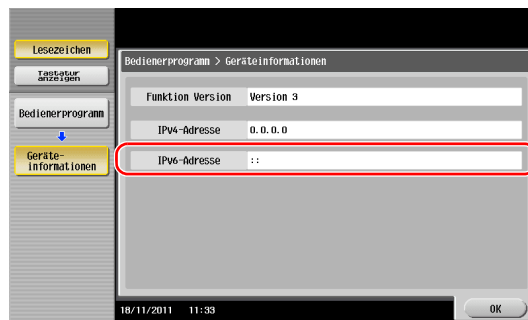 Lesezeichen
Tastatur
anzeigen
Bedienerprogramm
Geräte-
informationen
Bedienerprogramm > Geräteinformationen
Funktion Version Version 3
IPv4-Adresse 0.0.0.0
IPv6-Adresse ::
18/11/2011 11:33
OK